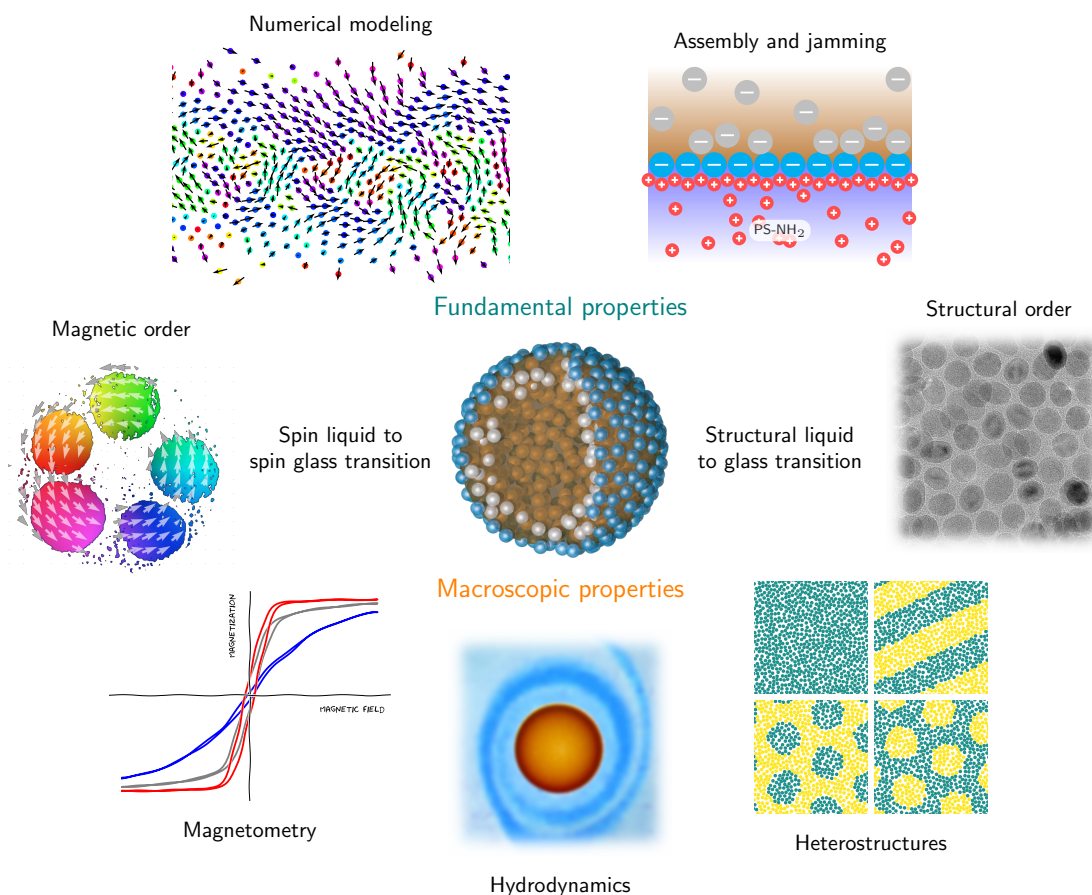 Numerical modeling
Assembly and jamming
PS-NH₂
Fundamental properties
Magnetic order
Structural order
Spin liquid to
spin glass transition
Structural liquid
to glass transition
Macroscopic properties
MAGNETIZATION
MAGNETIC FIELD
Magnetometry
Hydrodynamics
Heterostructures